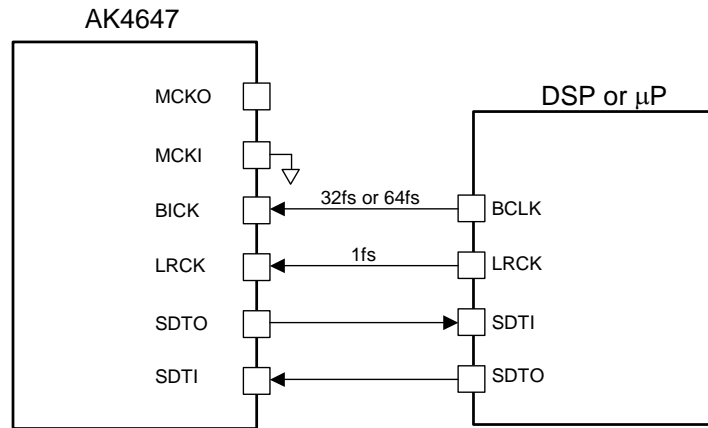 AK4647
DSP or μP
MCKO
MCKI
BICK
32fs or 64fs
BCLK
LRCK
1fs
LRCK
SDTO
SDTI
SDTI
SDTO